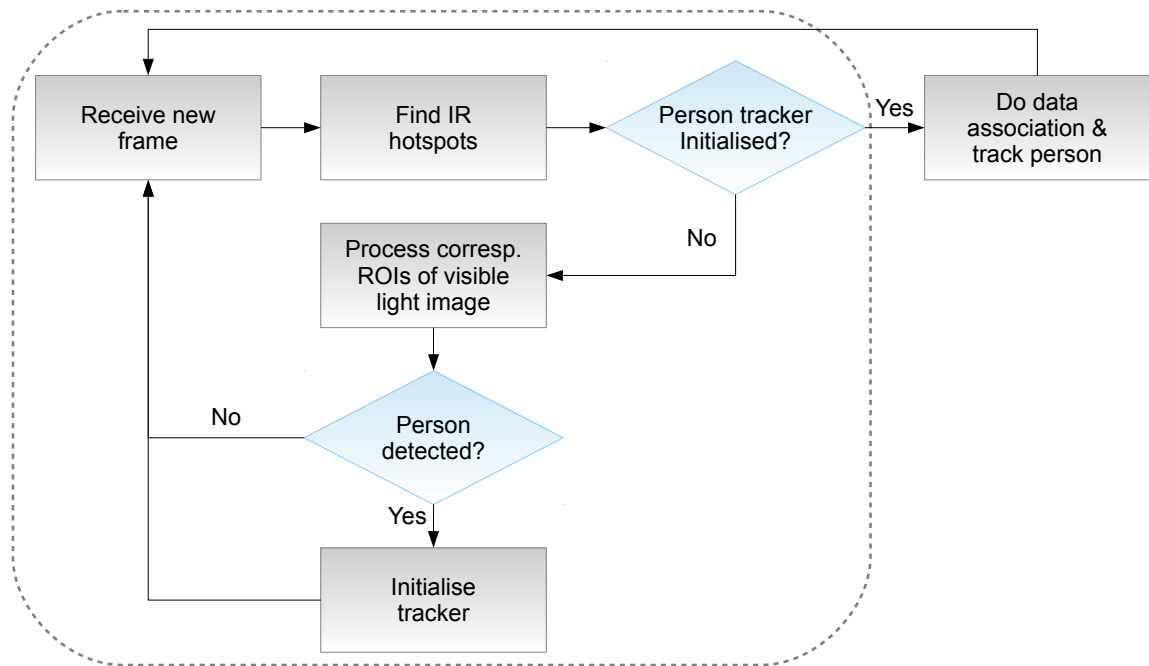 Receive new
frame
Find IR
hotspots
Person tracker
Initialised?
Yes
Do data
association &
track person
No
Process corresp.
ROIs of visible
light image
No
Person
detected?
Yes
Initialise
tracker